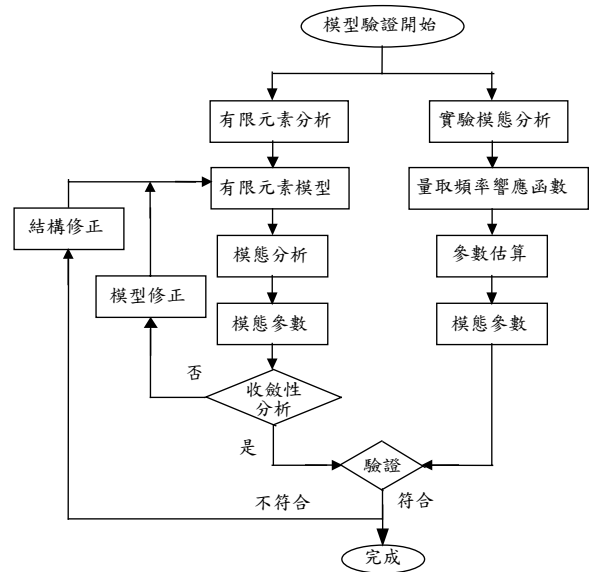 模型驗證開始
有限元素分析
實驗模態分析
有限元素模型
量取頻率響應函數
結構修正
模態分析
參數估算
模型修正
模態參數
模態參數
否
收斂性
分析
是
驗證
不符合
符合
完成